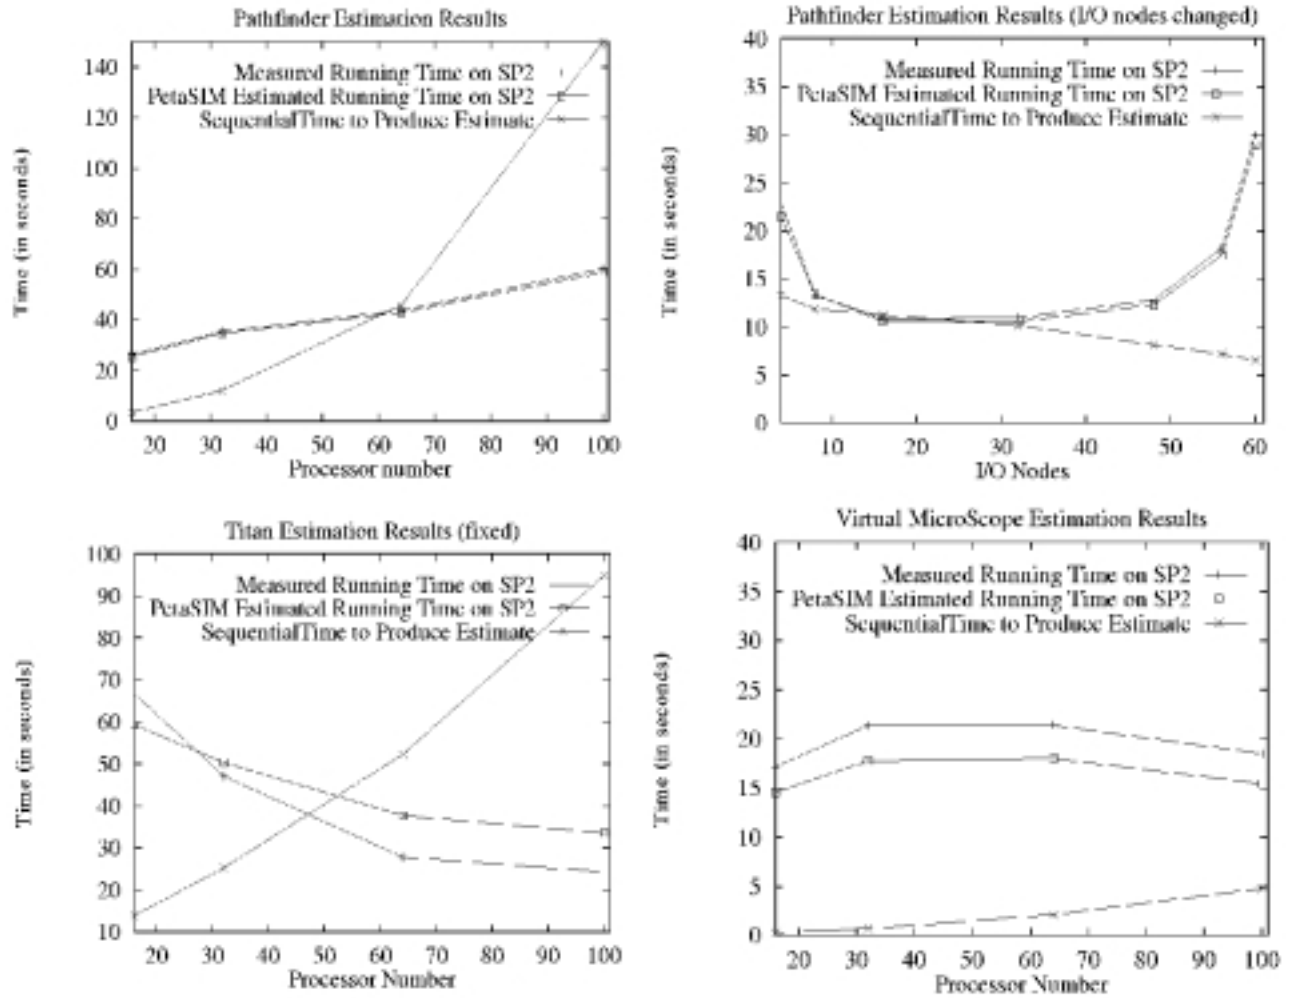 Pathfinder Estimation Results
140
120
100
80
60
40
20
0
Time (in seconds)
Measured Running Time on SP2
PetaSIM Estimated Running Time on SP2
SequentialTime to Produce Estimate
20 30 40 50 60 70 80 90 100
Processor number
Pathfinder Estimation Results (I/O nodes changed)
40
35
30
25
20
15
10
5
0
Time (in seconds)
Measured Running Time on SP2
PetaSIM Estimated Running Time on SP2
SequentialTime to Produce Estimate
10 20 30 40 50 60
I/O Nodes
Titan Estimation Results (fixed)
100
90
80
70
60
50
40
30
20
10
Time (in seconds)
Measured Running Time on SP2
PetaSIM Estimated Running Time on SP2
SequentialTime to Produce Estimate
20 30 40 50 60 70 80 90 100
Processor Number
Virtual MicroScope Estimation Results
40
35
30
25
20
15
10
5
0
Time (in seconds)
Measured Running Time on SP2
PetaSIM Estimated Running Time on SP2
SequentialTime to Produce Estimate
20 30 40 50 60 70 80 90 100
Processor Number